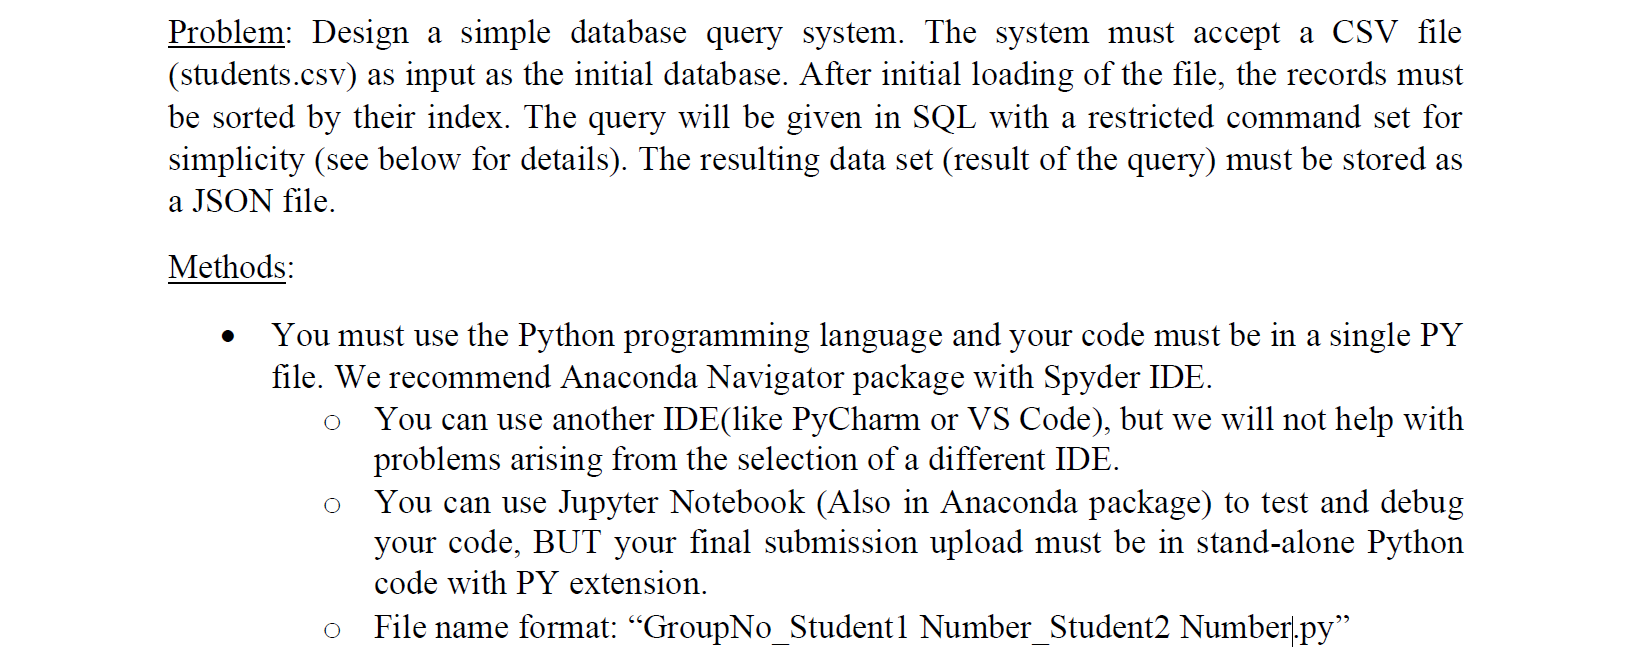 Problem: Design a simple database query system. The system must accept a CSV file
(students.csv) as input as the initial database. After initial loading of the file, the records must
be sorted by their index. The query will be given in SQL with a restricted command set for
simplicity (see below for details). The resulting data set (result of the query) must be stored as
a JSON file.
Methods:
• You must use the Python programming language and your code must be in a single PY
file. We recommend Anaconda Navigator package with Spyder IDE.
o You can use another IDE(like PyCharm or VS Code), but we will not help with
problems arising from the selection of a different IDE.
o You can use Jupyter Notebook (Also in Anaconda package) to test and debug
your code, BUT your final submission upload must be in stand-alone Python
code with PY extension.
o File name format: “GroupNo_Student1 Number_Student2 Number.py”